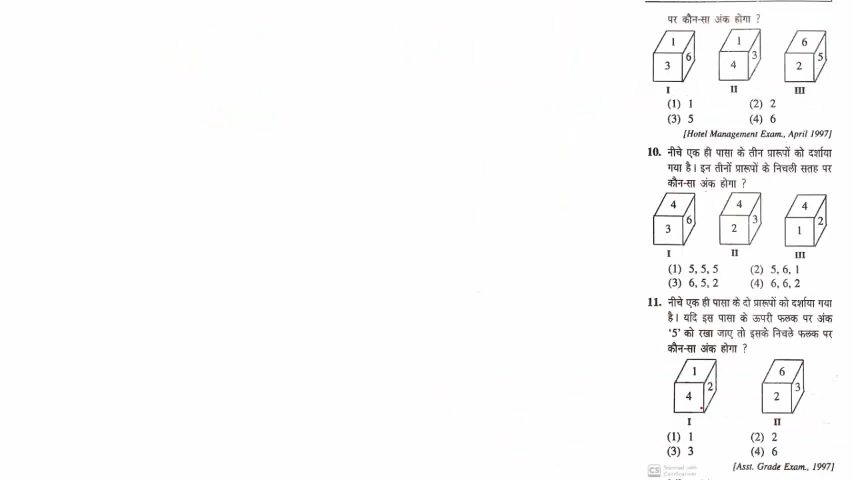 पर कौन-सा अंक होगा ?
1 1 6
3 6 4 3 2 5
I II III
(1) 1 (2) 2
(3) 5 (4) 6
[Hotel Management Exam., April 1997]
10. नीचे एक ही पासा के तीन प्रारूपों को दर्शाया
गया है। इन तीनों प्रारूपों के निचली सतह पर
कौन-सा अंक होगा ?
4 4 4
3 6 2 3 1 2
I II III
(1) 5, 5, 5 (2) 5, 6, 1
(3) 6, 5, 2 (4) 6, 6, 2
11. नीचे एक ही पासा के दो प्रारूपों को दर्शाया गया
है। यदि इस पासा के ऊपरी फलक पर अंक
‘5’ को रखा जाए तो इसके निचले फलक पर
कौन-सा अंक होगा ?
1 6
4 2 2 3
I II
(1) 1 (2) 2
(3) 3 (4) 6
CS
[Asst. Grade Exam., 1997]